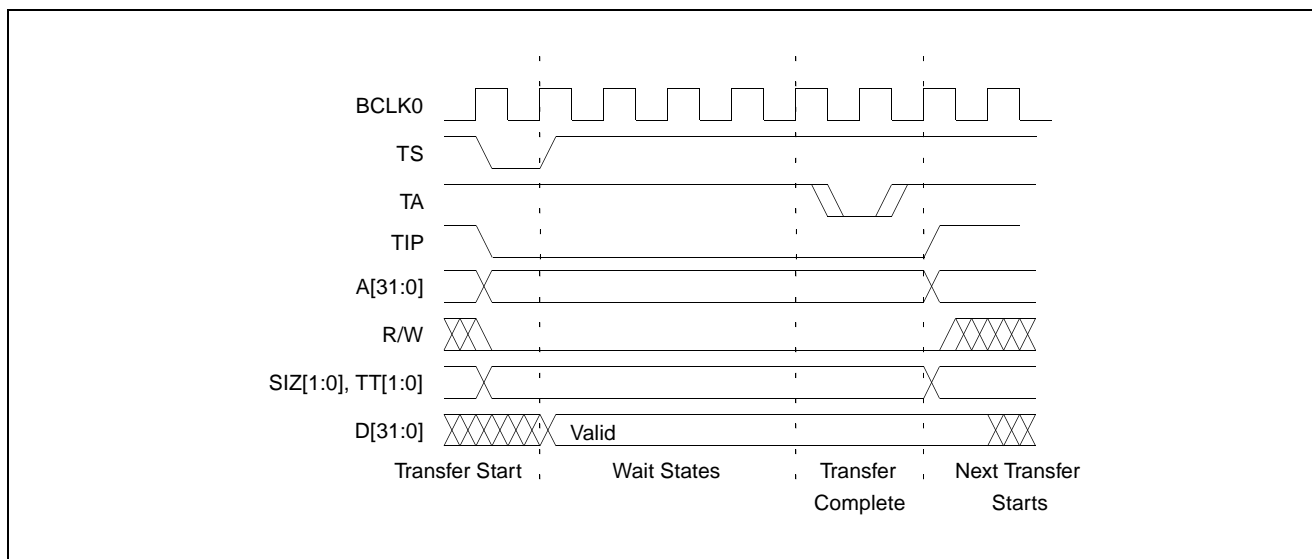 BCLK0
TS
TA
TIP
A[31:0]
R/W
SIZ[1:0], TT[1:0]
D[31:0]
Valid
Transfer Start
Wait States
Transfer
Complete
Next Transfer
Starts